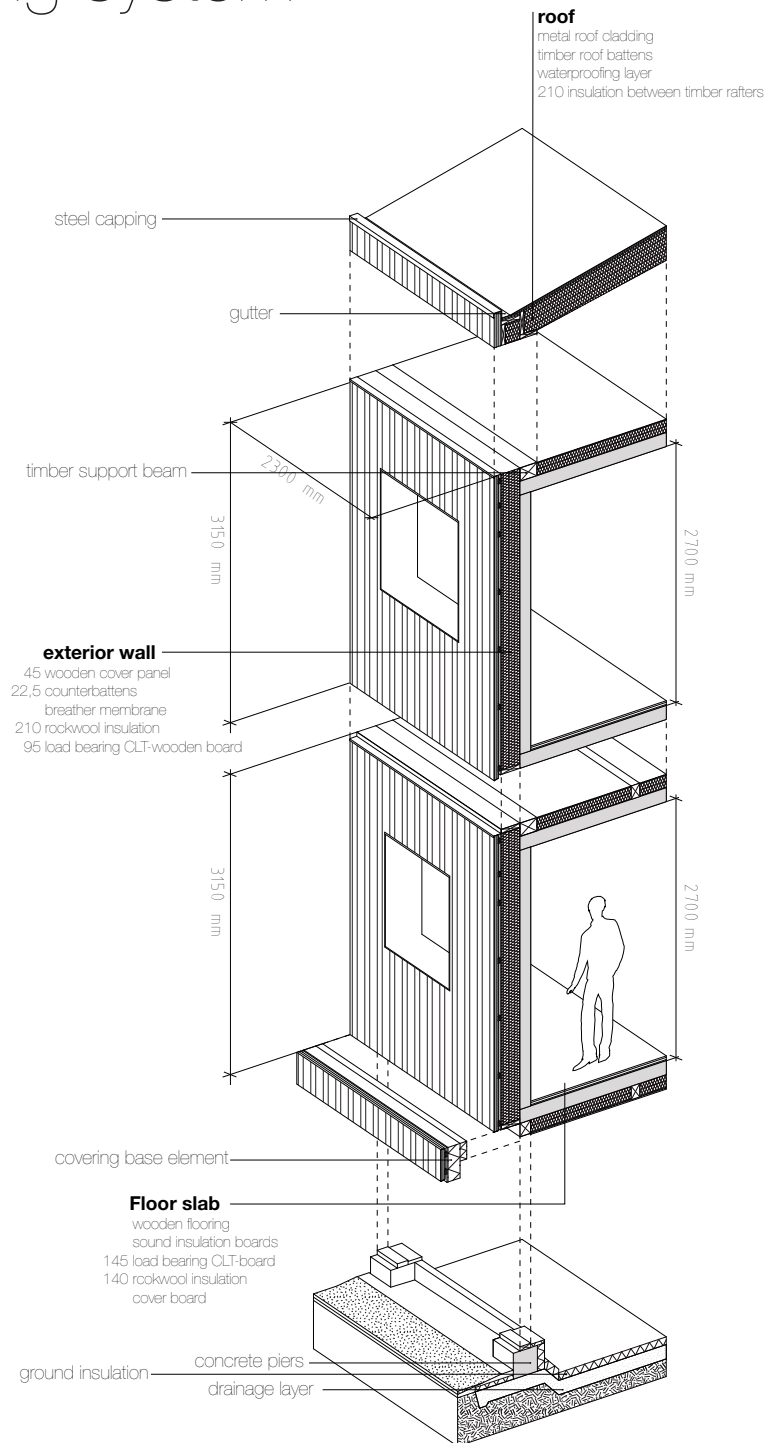 system
roof
metal roof cladding
timber roof battens
waterproofing layer
210 insulation between timber rafters
steel capping
gutter
timber support beam
2300 mm
3150 mm
2700 mm
exterior wall
45 wooden cover panel
22,5 counterbattens
breather membrane
210 rockwool insulation
95 load bearing CLT-wooden board
3150 mm
2700 mm
covering base element
Floor slab
wooden flooring
sound insulation boards
145 load bearing CLT-board
140 rcokwool insulation
cover board
concrete piers
ground insulation
drainage layer